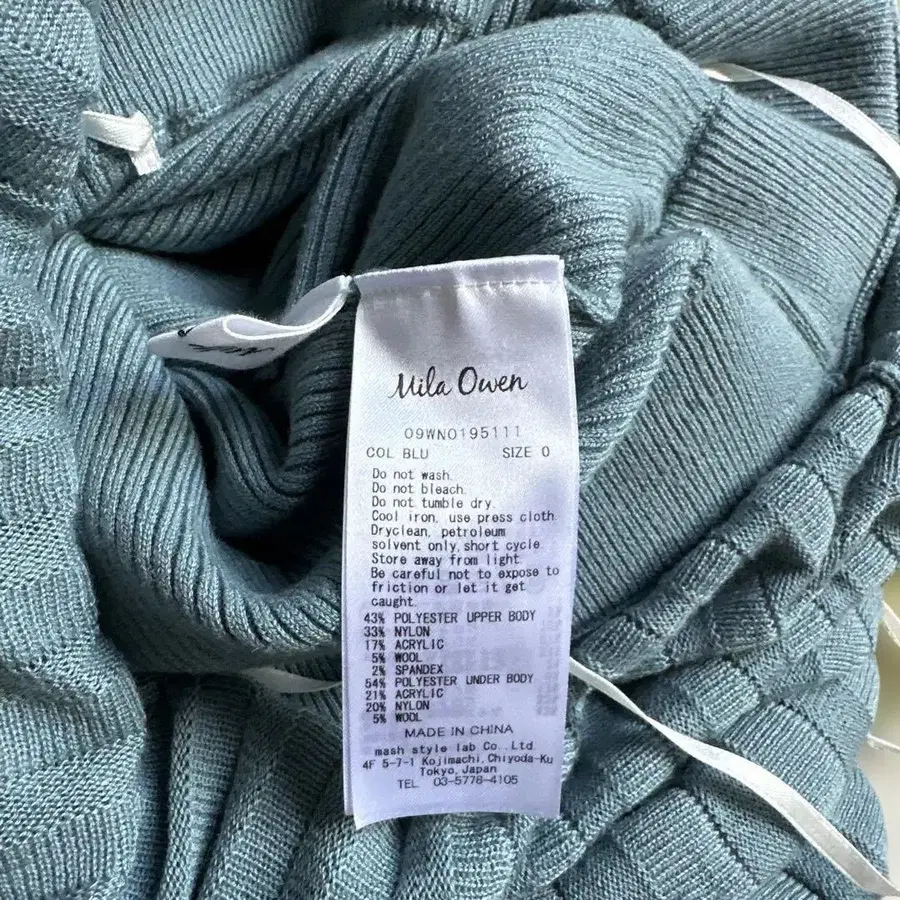 Mila Owen
09WNO195111
COL BLU SIZE 0
Do not wash.
Do not bleach.
Do not tumble dry.
Cool iron, use press cloth.
Dryclean, petroleum
solvent only, short cycle.
Store away from light.
Be careful not to expose to
friction or let it get
caught.
43% POLYESTER UPPER BODY
33% NYLON
17% ACRYLIC
5% WOOL
2% SPANDEX
54% POLYESTER UNDER BODY
21% ACRYLIC
20% NYLON
5% WOOL
MADE IN CHINA
mash style lab Co., Ltd.
4F 5-7-1 Kojimachi, Chiyoda-Ku
Tokyo, Japan
TEL 03-5778-4105